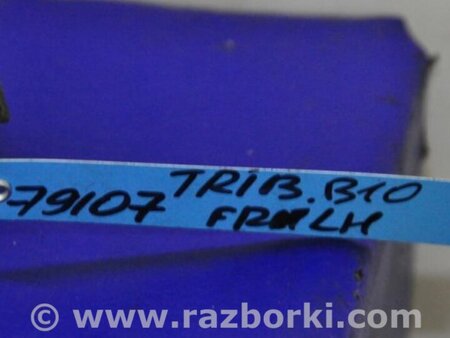 -79107 TRIB.B10
FR LH
© www.razborki.com